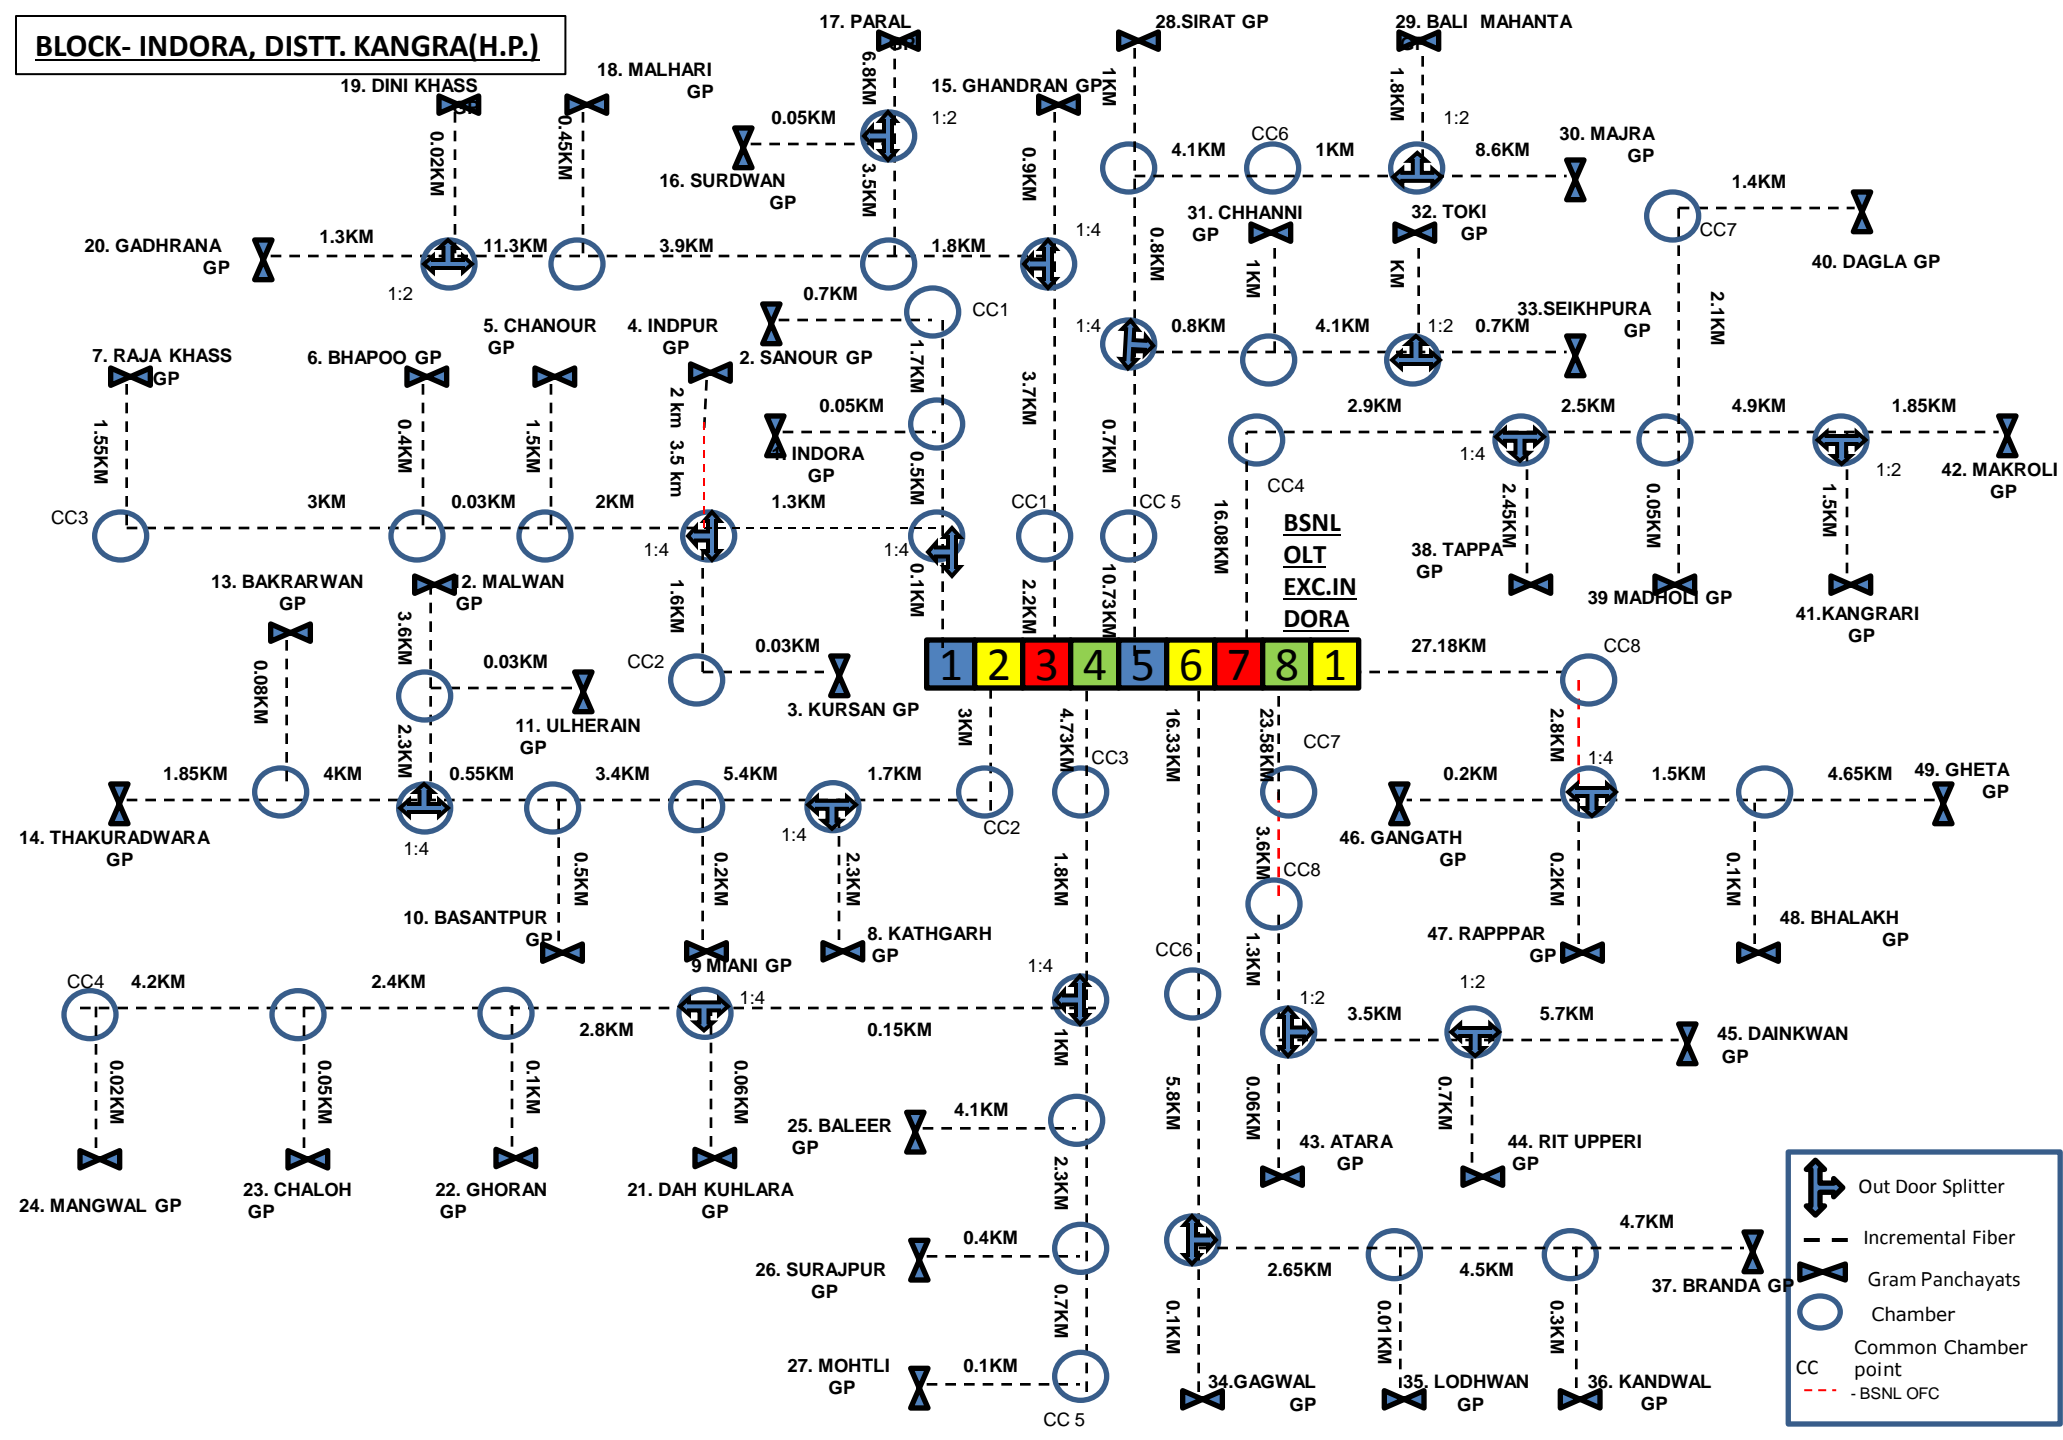 BLOCK- INDORA, DISTT. KANGRA(H.P.)
17. PARAL
GP
28.SIRAT GP
29. BALI MAHANTA
GP
18. MALHARI
GP
19. DINI KHASS
GP
15. GHANDRAN GP
6.8KM
1KM
1.8KM
0.05KM
1:2
1:2
0.02KM
0.45KM
16. SURDWAN
GP
3.5KM
0.9KM
CC6
4.1KM
1KM
8.6KM
30. MAJRA
GP
1.4KM
CC7
40. DAGLA GP
20. GADHRANA
GP
1.3KM
11.3KM
3.9KM
1.8KM
1:4
1:2
0.8KM
31. CHHANNI
GP
32. TOKI
GP
1KM
KM
0.7KM
CC1
2. SANOUR GP
1.7KM
1:4
0.8KM
4.1KM
1:2
0.7KM
33.SEIKHPURA
GP
2.1KM
7. RAJA KHASS
GP
6. BHAPOO GP
5. CHANOUR
GP
4. INDPUR
GP
3.7KM
0.7KM
1.55KM
0.4KM
1.5KM
2 km 3.5 km
0.05KM
1. INDORA
GP
0.5KM
2.9KM
2.5KM
4.9KM
1.85KM
1:4
1:2
42. MAKROLI
GP
CC4
CC3
3KM
0.03KM
2KM
1:4
1.3KM
1:4
CC1
CC 5
16.08KM
BSNL
OLT
EXC.IN
DORA
2.45KM
0.05KM
1.5KM
38. TAPPA
GP
39 MADHOLI GP
41.KANGRARI
GP
0.1KM
2.2KM
10.73KM
13. BAKRARWAN
GP
12. MALWAN
GP
3.6KM
1.6KM
CC2
0.03KM
3. KURSAN GP
1 2 3 4 5 6 7 8 1
27.18KM
CC8
0.08KM
0.03KM
11. ULHERAIN
GP
2.3KM
3KM
4.73KM
16.33KM
23.58KM
2.8KM
CC3
CC7
1.85KM
4KM
0.55KM
3.4KM
5.4KM
1.7KM
CC2
1:4
1:4
14. THAKURADWARA
GP
0.2KM
1:4
1.5KM
4.65KM
49. GHETA
GP
46. GANGATH
GP
0.5KM
0.2KM
2.3KM
1.8KM
3.6KM
CC8
0.2KM
0.1KM
10. BASANTPUR
GP
9 MIANI GP
8. KATHGARH
GP
47. RAPPPAR
GP
48. BHALAKH
GP
CC6
1.3KM
CC4
4.2KM
2.4KM
2.8KM
1:4
0.15KM
1:4
1KM
1:2
3.5KM
1:2
5.7KM
45. DAINKWAN
GP
0.02KM
0.05KM
0.1KM
0.06KM
5.8KM
0.06KM
0.7KM
25. BALEER
GP
4.1KM
2.3KM
43. ATARA
GP
44. RIT UPPERI
GP
24. MANGWAL GP
23. CHALOH
GP
22. GHORAN
GP
21. DAH KUHLARA
GP
26. SURAJPUR
GP
0.4KM
0.7KM
2.65KM
4.5KM
4.7KM
37. BRANDA GP
0.1KM
0.01KM
0.3KM
27. MOHTLI
GP
0.1KM
CC 5
34.GAGWAL
GP
35. LODHWAN
GP
36. KANDWAL
GP
Out Door Splitter
Incremental Fiber
Gram Panchayats
Chamber
CC Common Chamber
point
- BSNL OFC